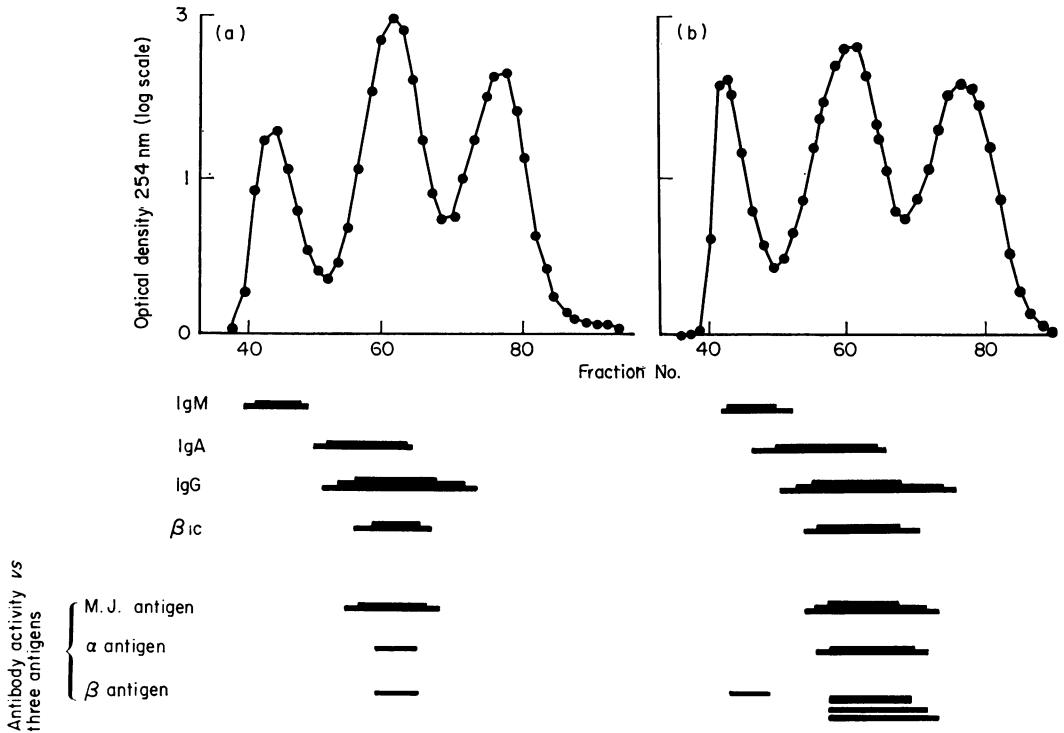 (a)
(b)
Optical density 254 nm (log scale)
3
1
0
40
60
80
40
60
80
Fraction No.
IgM
IgA
IgG
β ıc
Antibody activity vs
three antigens
M.J. antigen
α antigen
β antigen